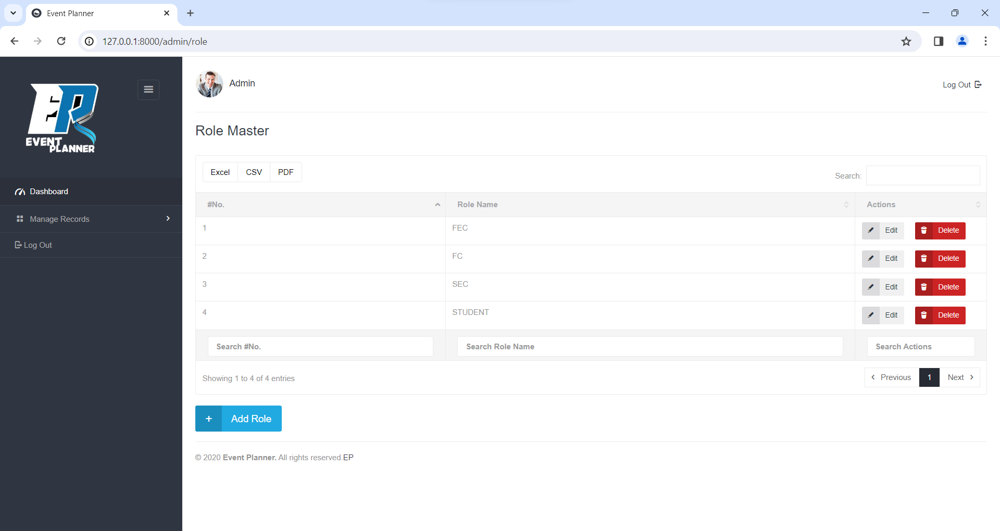 Event Planner
127.0.0.1:8000/admin/role
EVENT
PLANNER
Admin
Log Out
Role Master
Dashboard
Manage Records
Log Out
Excel CSV PDF
Search:
#No. Role Name Actions
1 FEC Edit Delete
2 FC Edit Delete
3 SEC Edit Delete
4 STUDENT Edit Delete
Search #No. Search Role Name Search Actions
Showing 1 to 4 of 4 entries
Previous 1 Next
+ Add Role
© 2020 Event Planner. All rights reserved.EP